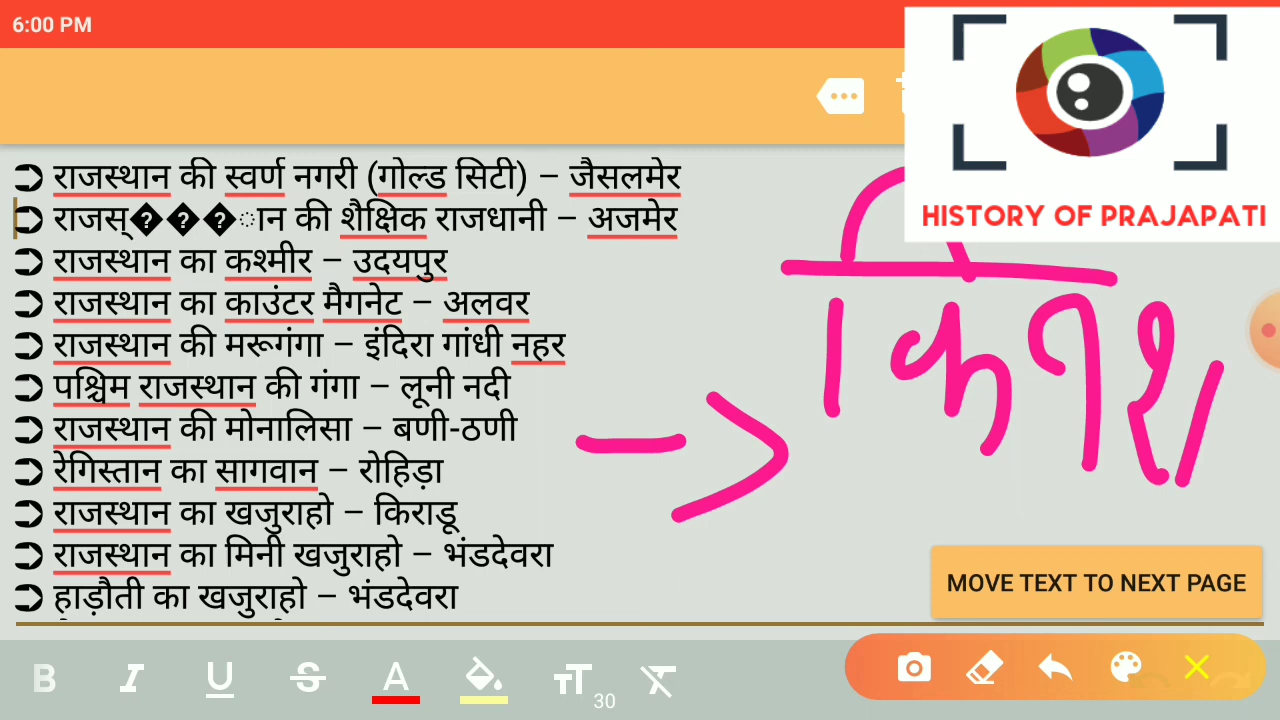 6:00 PM
HISTORY OF PRAJAPATI
➲ राजस्थान की स्वर्ण नगरी (गोल्ड सिटी) – जैसलमेर
➲ राजस्���ान की शैक्षिक राजधानी – अजमेर
➲ राजस्थान का कश्मीर – उदयपुर
➲ राजस्थान का काउंटर मैगनेट – अलवर
➲ राजस्थान की मरूगंगा – इंदिरा गांधी नहर
➲ पश्चिम राजस्थान की गंगा – लूनी नदी
➲ राजस्थान की मोनालिसा – बणी-ठणी
➲ रेगिस्तान का सागवान – रोहिड़ा
➲ राजस्थान का खजुराहो – किराडू
➲ राजस्थान का मिनी खजुराहो – भंडदेवरा
➲ हाड़ौती का खजुराहो – भंडदेवरा
MOVE TEXT TO NEXT PAGE
B I U S A 30